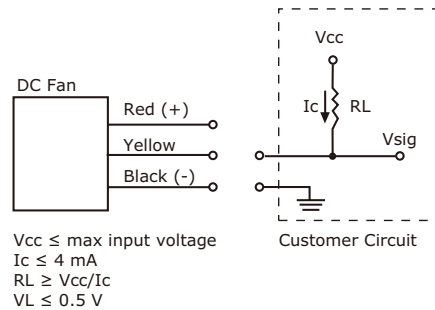 Vcc
DC Fan
Red (+)
Ic
RL
Yellow
Vsig
Black (-)
Vcc ≤ max input voltage
Ic ≤ 4 mA
RL ≥ Vcc/Ic
VL ≤ 0.5 V
Customer Circuit